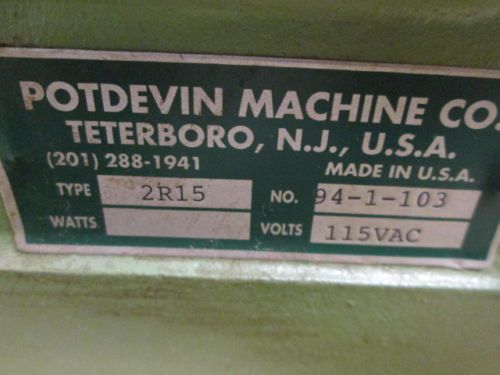 POTDEVIN MACHINE CO.
TETERBORO, N.J., U.S.A.
(201) 288-1941 MADE IN U.S.A.
TYPE 2R15 NO. 94-1-103
WATTS VOLTS 115VAC